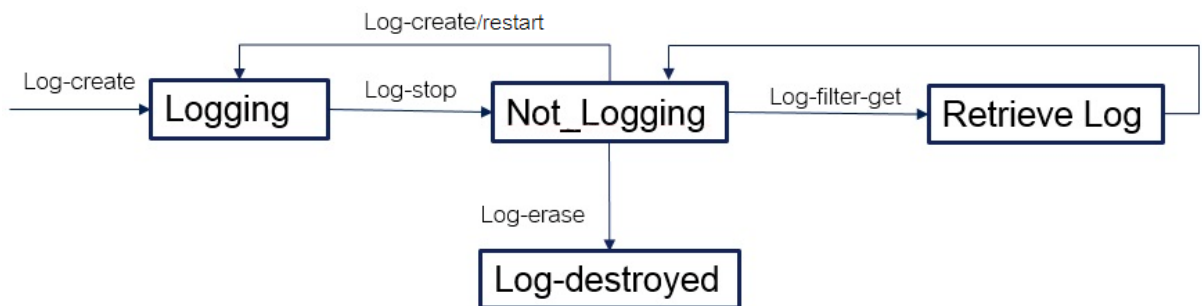 Log-create/restart
Log-create
Log-stop
Log-filter-get
Logging
Not_Logging
Retrieve Log
Log-erase
Log-destroyed